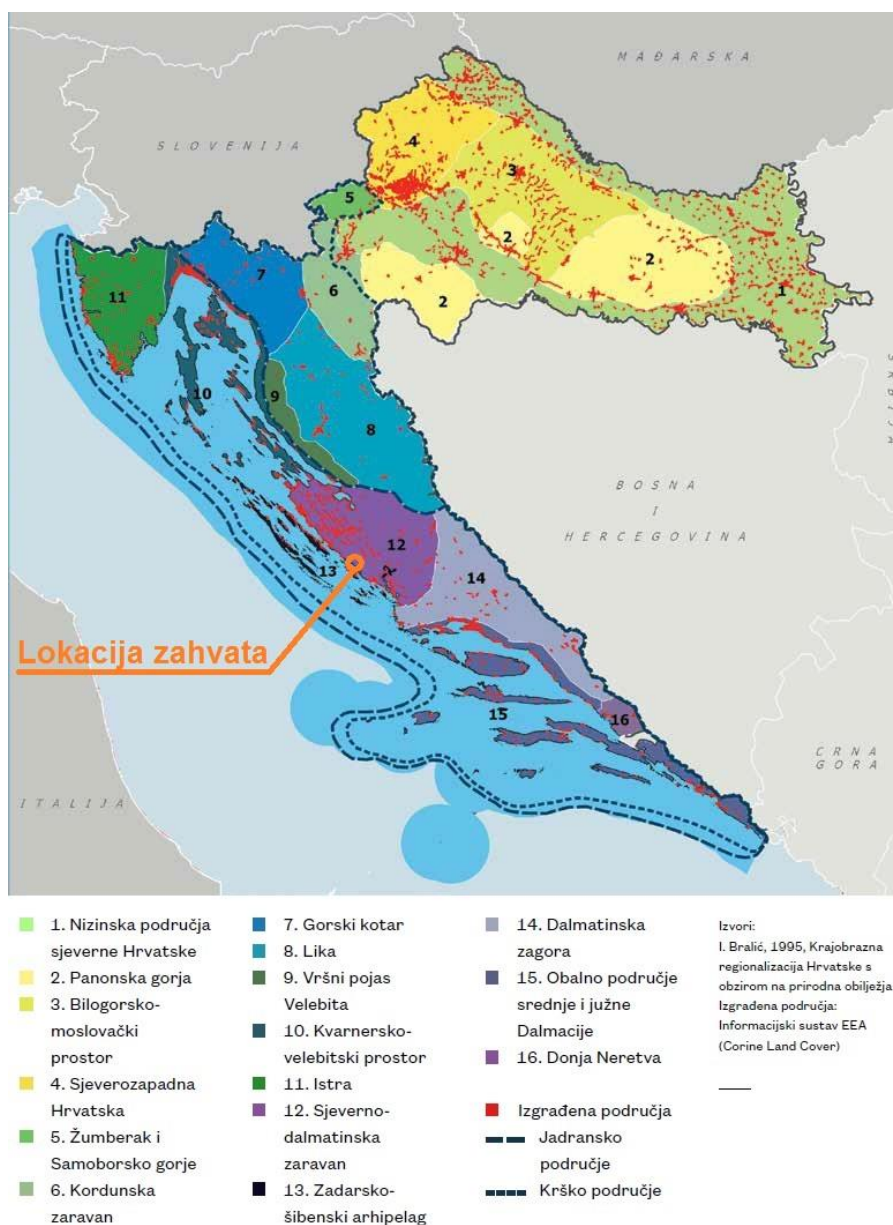 MAĐARSKA
SLOVENIJA
4
3
5
2
2
1
7
6
11
2
10
9
8
BOSNA
I
HERCEGOVINA
12
13
14
Lokacija zahvata
15
16
CRNA
GORA
ITALIJA
1. Nizinska područja
sjeverne Hrvatske
2. Panonska gorja
3. Bilogorsko-
moslovački
prostor
4. Sjeverozapadna
Hrvatska
5. Žumberak i
Samoborsko gorje
6. Kordunska
zaravan
7. Gorski kotar
8. Lika
9. Vršni pojas
Velebita
10. Kvarnersko-
velebitski prostor
11. Istra
12. Sjeverno-
dalmatinska
zaravan
13. Zadarsko-
šibenski arhipelag
14. Dalmatinska
zagora
15. Obalno područje
srednje i južne
Dalmacije
16. Donja Neretva
Izgrađena područja
Jadransko
područje
Krško područje
Izvori:
I. Bralić, 1995, Krajobrazna
regionalizacija Hrvatske s
obzirom na prirodna obilježja
Izgrađena područja:
Informacijski sustav EEA
(Corine Land Cover)